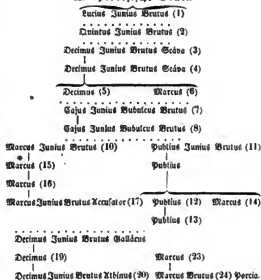 Lucius Junius Brutus (1)
Quintus Junius Brutus (2)
Decimus Junius Brutus Scäva (3)
Decimus Junius Brutus Scäva (4)
Decimus (5) Marcus (6)
Cajus Junius Bubulcus Brutus (7)
Cajus Junius Bubulcus Brutus (8)
Marcus Junius Brutus (10) Publius Junius Brutus (11)
Marcus (15) Publius
Marcus (16)
Marcus Junius Brutus Accusator (17) Publius (12) Marcus (14)
Publius (13)
Decimus Junius Brutus Galläcus
Decimus (19) Marcus (23)
Decimus Junius Brutus Albinus (20) Marcus Brutus (24) Porcia.